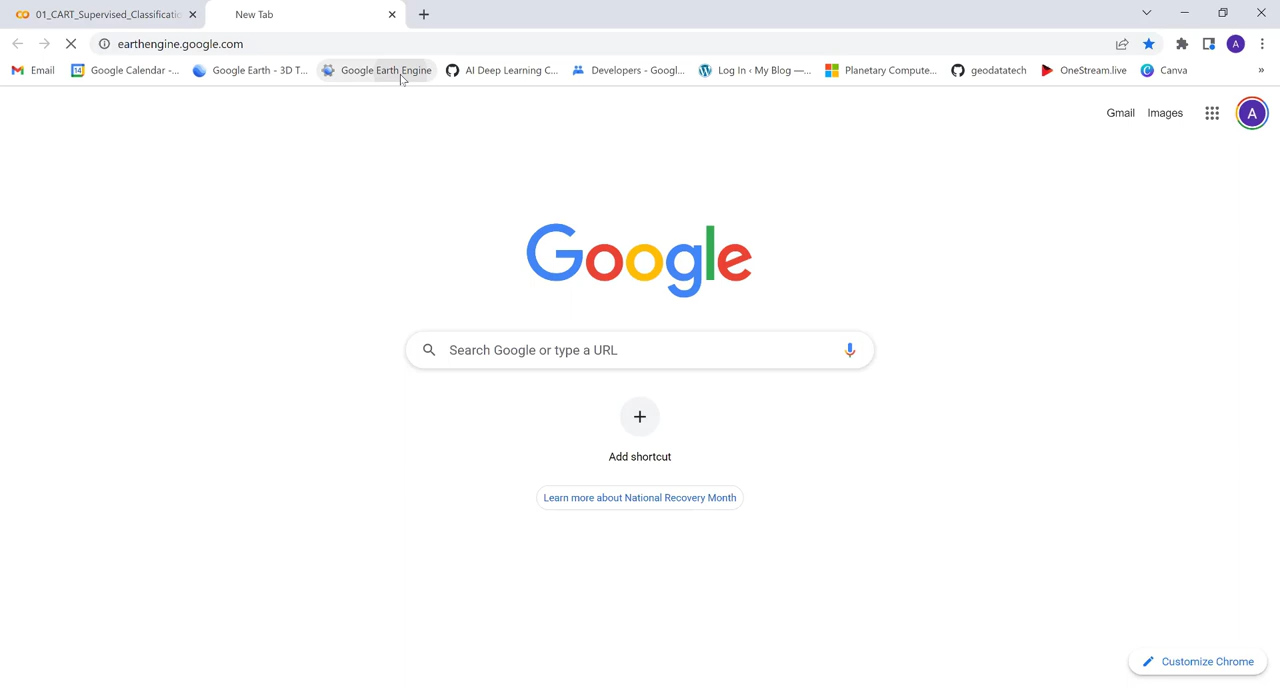 01_CART_Supervised_Classificatio
New Tab
earthengine.google.com
A
Email
14
Google Calendar -...
Google Earth - 3D T...
Google Earth Engine
AI Deep Learning C...
Developers - Googl...
Log In ‹ My Blog —...
Planetary Compute...
geodatatech
OneStream.live
C
Canva
»
Gmail
Images
A
Google
Search Google or type a URL
Add shortcut
Learn more about National Recovery Month
Customize Chrome